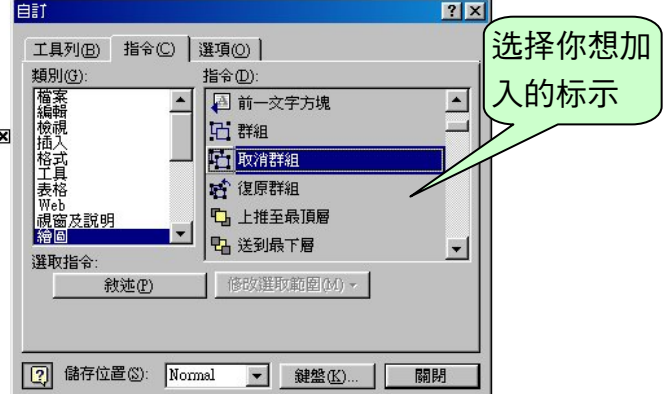 自訂
工具列(B)
指令(C)
選項(O)
類別(G):
指令(D):
檔案
編輯
檢視
插入
格式
工具
表格
Web
視窗及說明
繪圖
前一文字方塊
群組
取消群組
復原群組
上推至最頂層
送到最下層
選取指令:
敘述(P)
修改選取範圍(M)
儲存位置(S):
Normal
鍵盤(K)...
關閉
选择你想加
入的标示